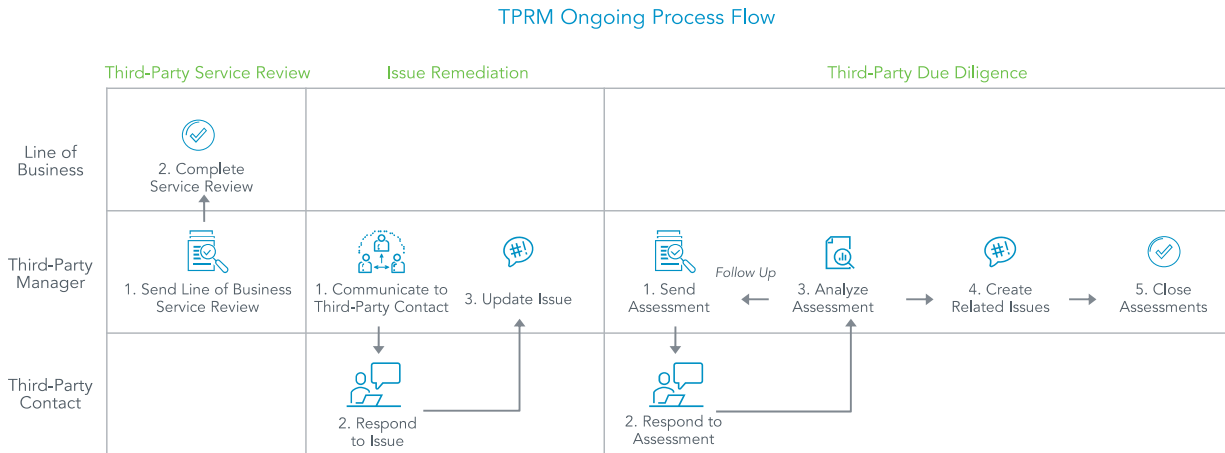 TPRM Ongoing Process Flow
Third-Party Service Review
Issue Remediation
Third-Party Due Diligence
Line of
Business
2. Complete
Service Review
Third-Party
Manager
1. Send Line of Business
Service Review
1. Communicate to
Third-Party Contact
#!
3. Update Issue
1. Send
Assessment
Follow Up
3. Analyze
Assessment
#!
4. Create
Related Issues
5. Close
Assessments
Third-Party
Contact
2. Respond
to Issue
2. Respond to
Assessment